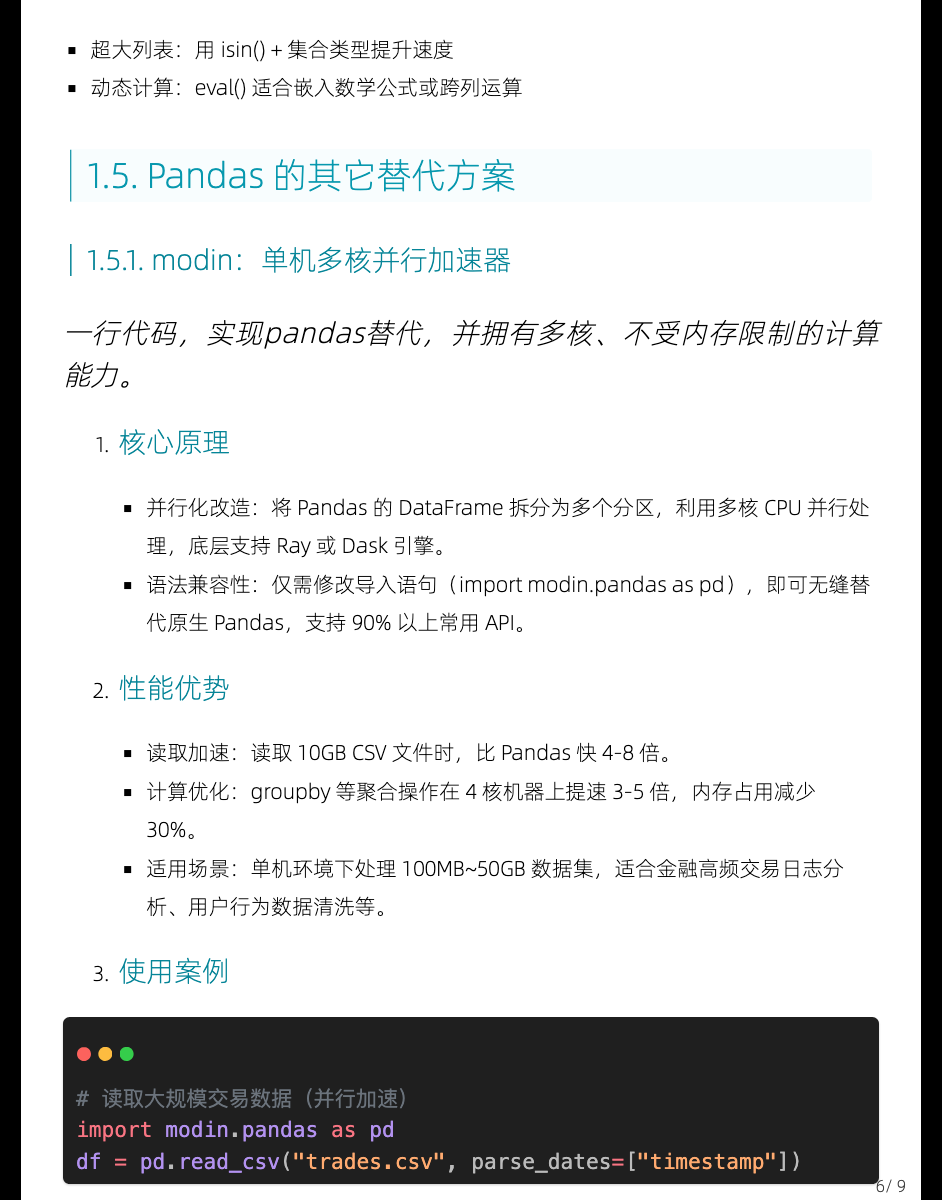 ▪ 超大列表：用 isin() + 集合类型提升速度
▪ 动态计算：eval() 适合嵌入数学公式或跨列运算
1.5. Pandas 的其它替代方案
1.5.1. modin：单机多核并行加速器
一行代码，实现pandas替代，并拥有多核、不受内存限制的计算
能力。
1. 核心原理
▪ 并行化改造：将 Pandas 的 DataFrame 拆分为多个分区，利用多核 CPU 并行处
理，底层支持 Ray 或 Dask 引擎。
▪ 语法兼容性：仅需修改导入语句（import modin.pandas as pd），即可无缝替
代原生 Pandas，支持 90% 以上常用 API。
2. 性能优势
▪ 读取加速：读取 10GB CSV 文件时，比 Pandas 快 4-8 倍。
▪ 计算优化：groupby 等聚合操作在 4 核机器上提速 3-5 倍，内存占用减少
30%。
▪ 适用场景：单机环境下处理 100MB~50GB 数据集，适合金融高频交易日志分
析、用户行为数据清洗等。
3. 使用案例
# 读取大规模交易数据（并行加速）
import modin.pandas as pd
df = pd.read_csv("trades.csv", parse_dates=["timestamp"])
6/ 9